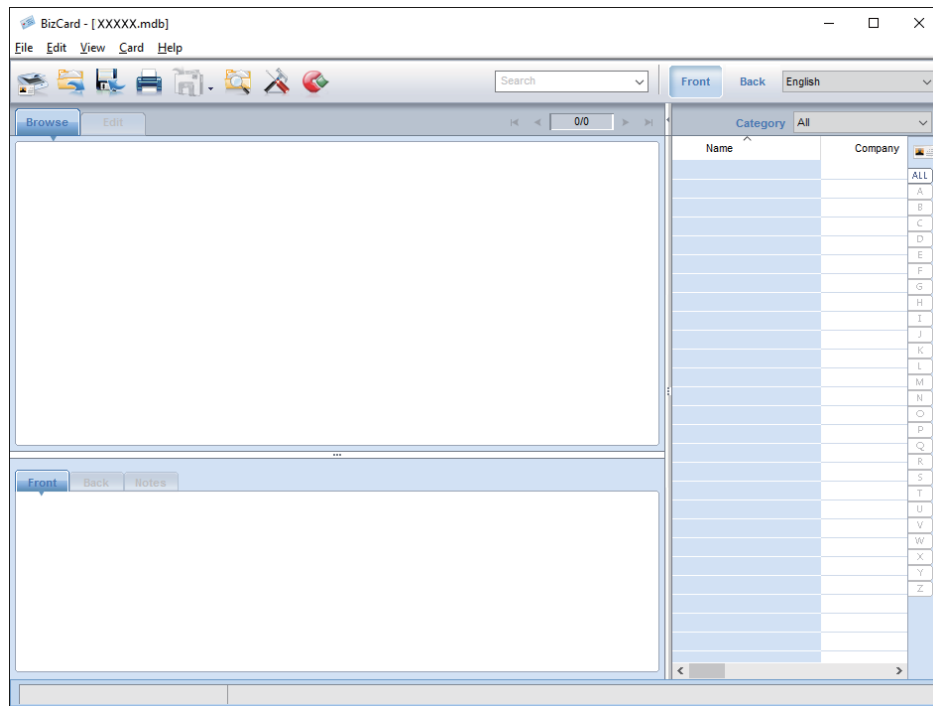 BizCard - [XXXXX.mdb]
File Edit View Card Help
Search
Front Back English
Browse Edit 0/0 Category All
Name Company
ALL
A
B
C
D
E
F
G
H
I
J
K
L
M
N
O
P
Q
R
S
T
U
V
W
X
Y
Z
Front Back Notes